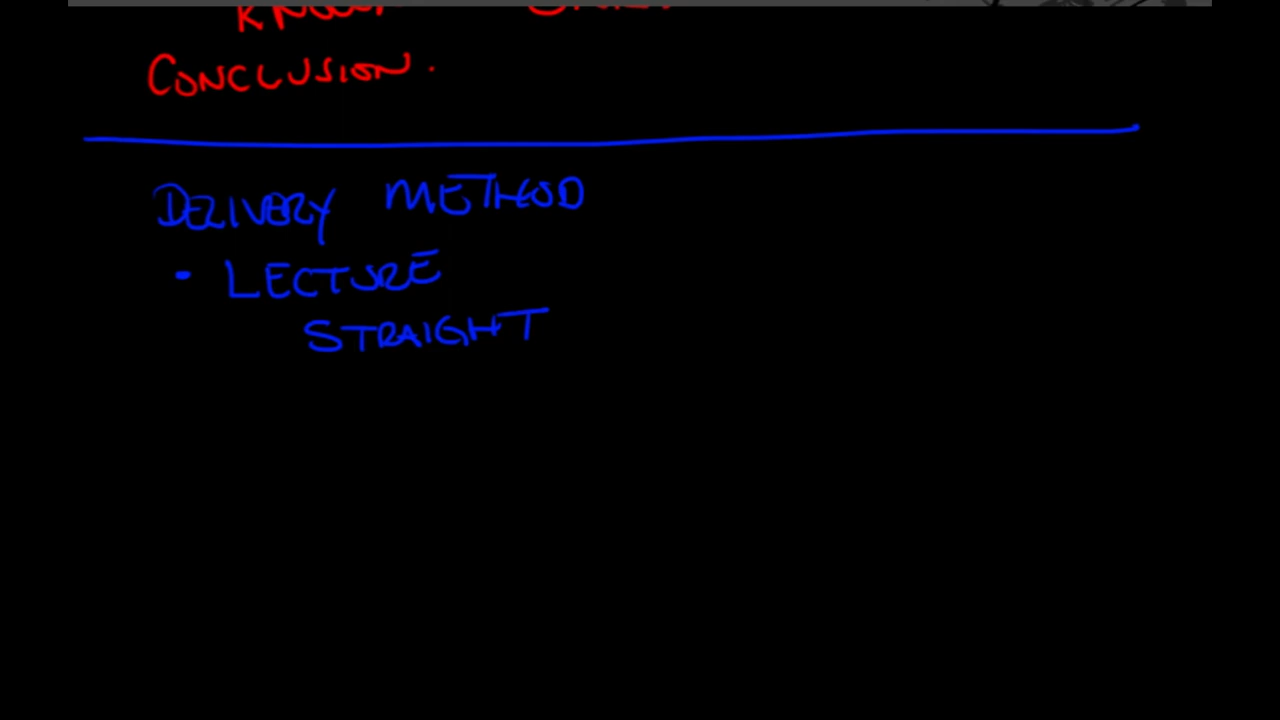 CONCLUSION.
DELIVERY METHOD
• LECTURE
STRAIGHT